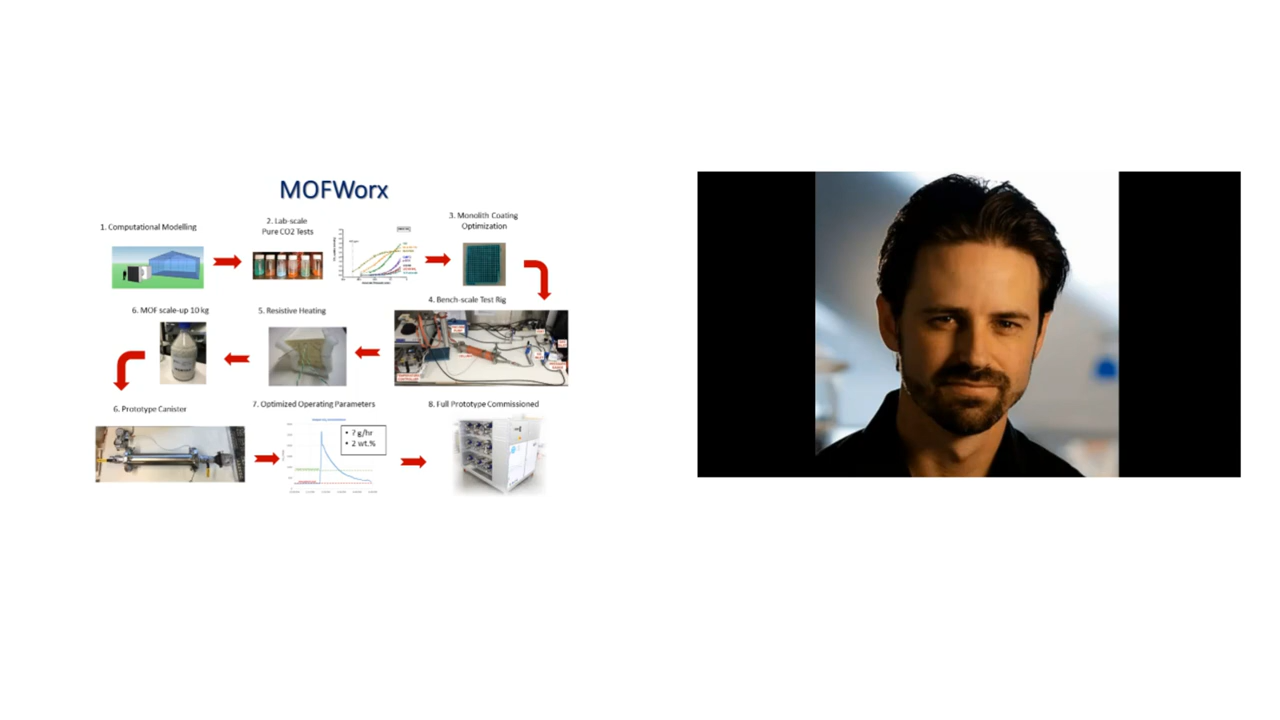 MOFWorx
1. Computational Modelling
2. Lab-scale
Pure CO2 Tests
3. Monolith Coating
Optimization
4. Bench-scale Test Rig
5. Resistive Heating
6. MOF scale-up 10 kg
6. Prototype Canister
7. Optimized Operating Parameters
• ? g/hr
• 2 wt.%
8. Full Prototype Commissioned